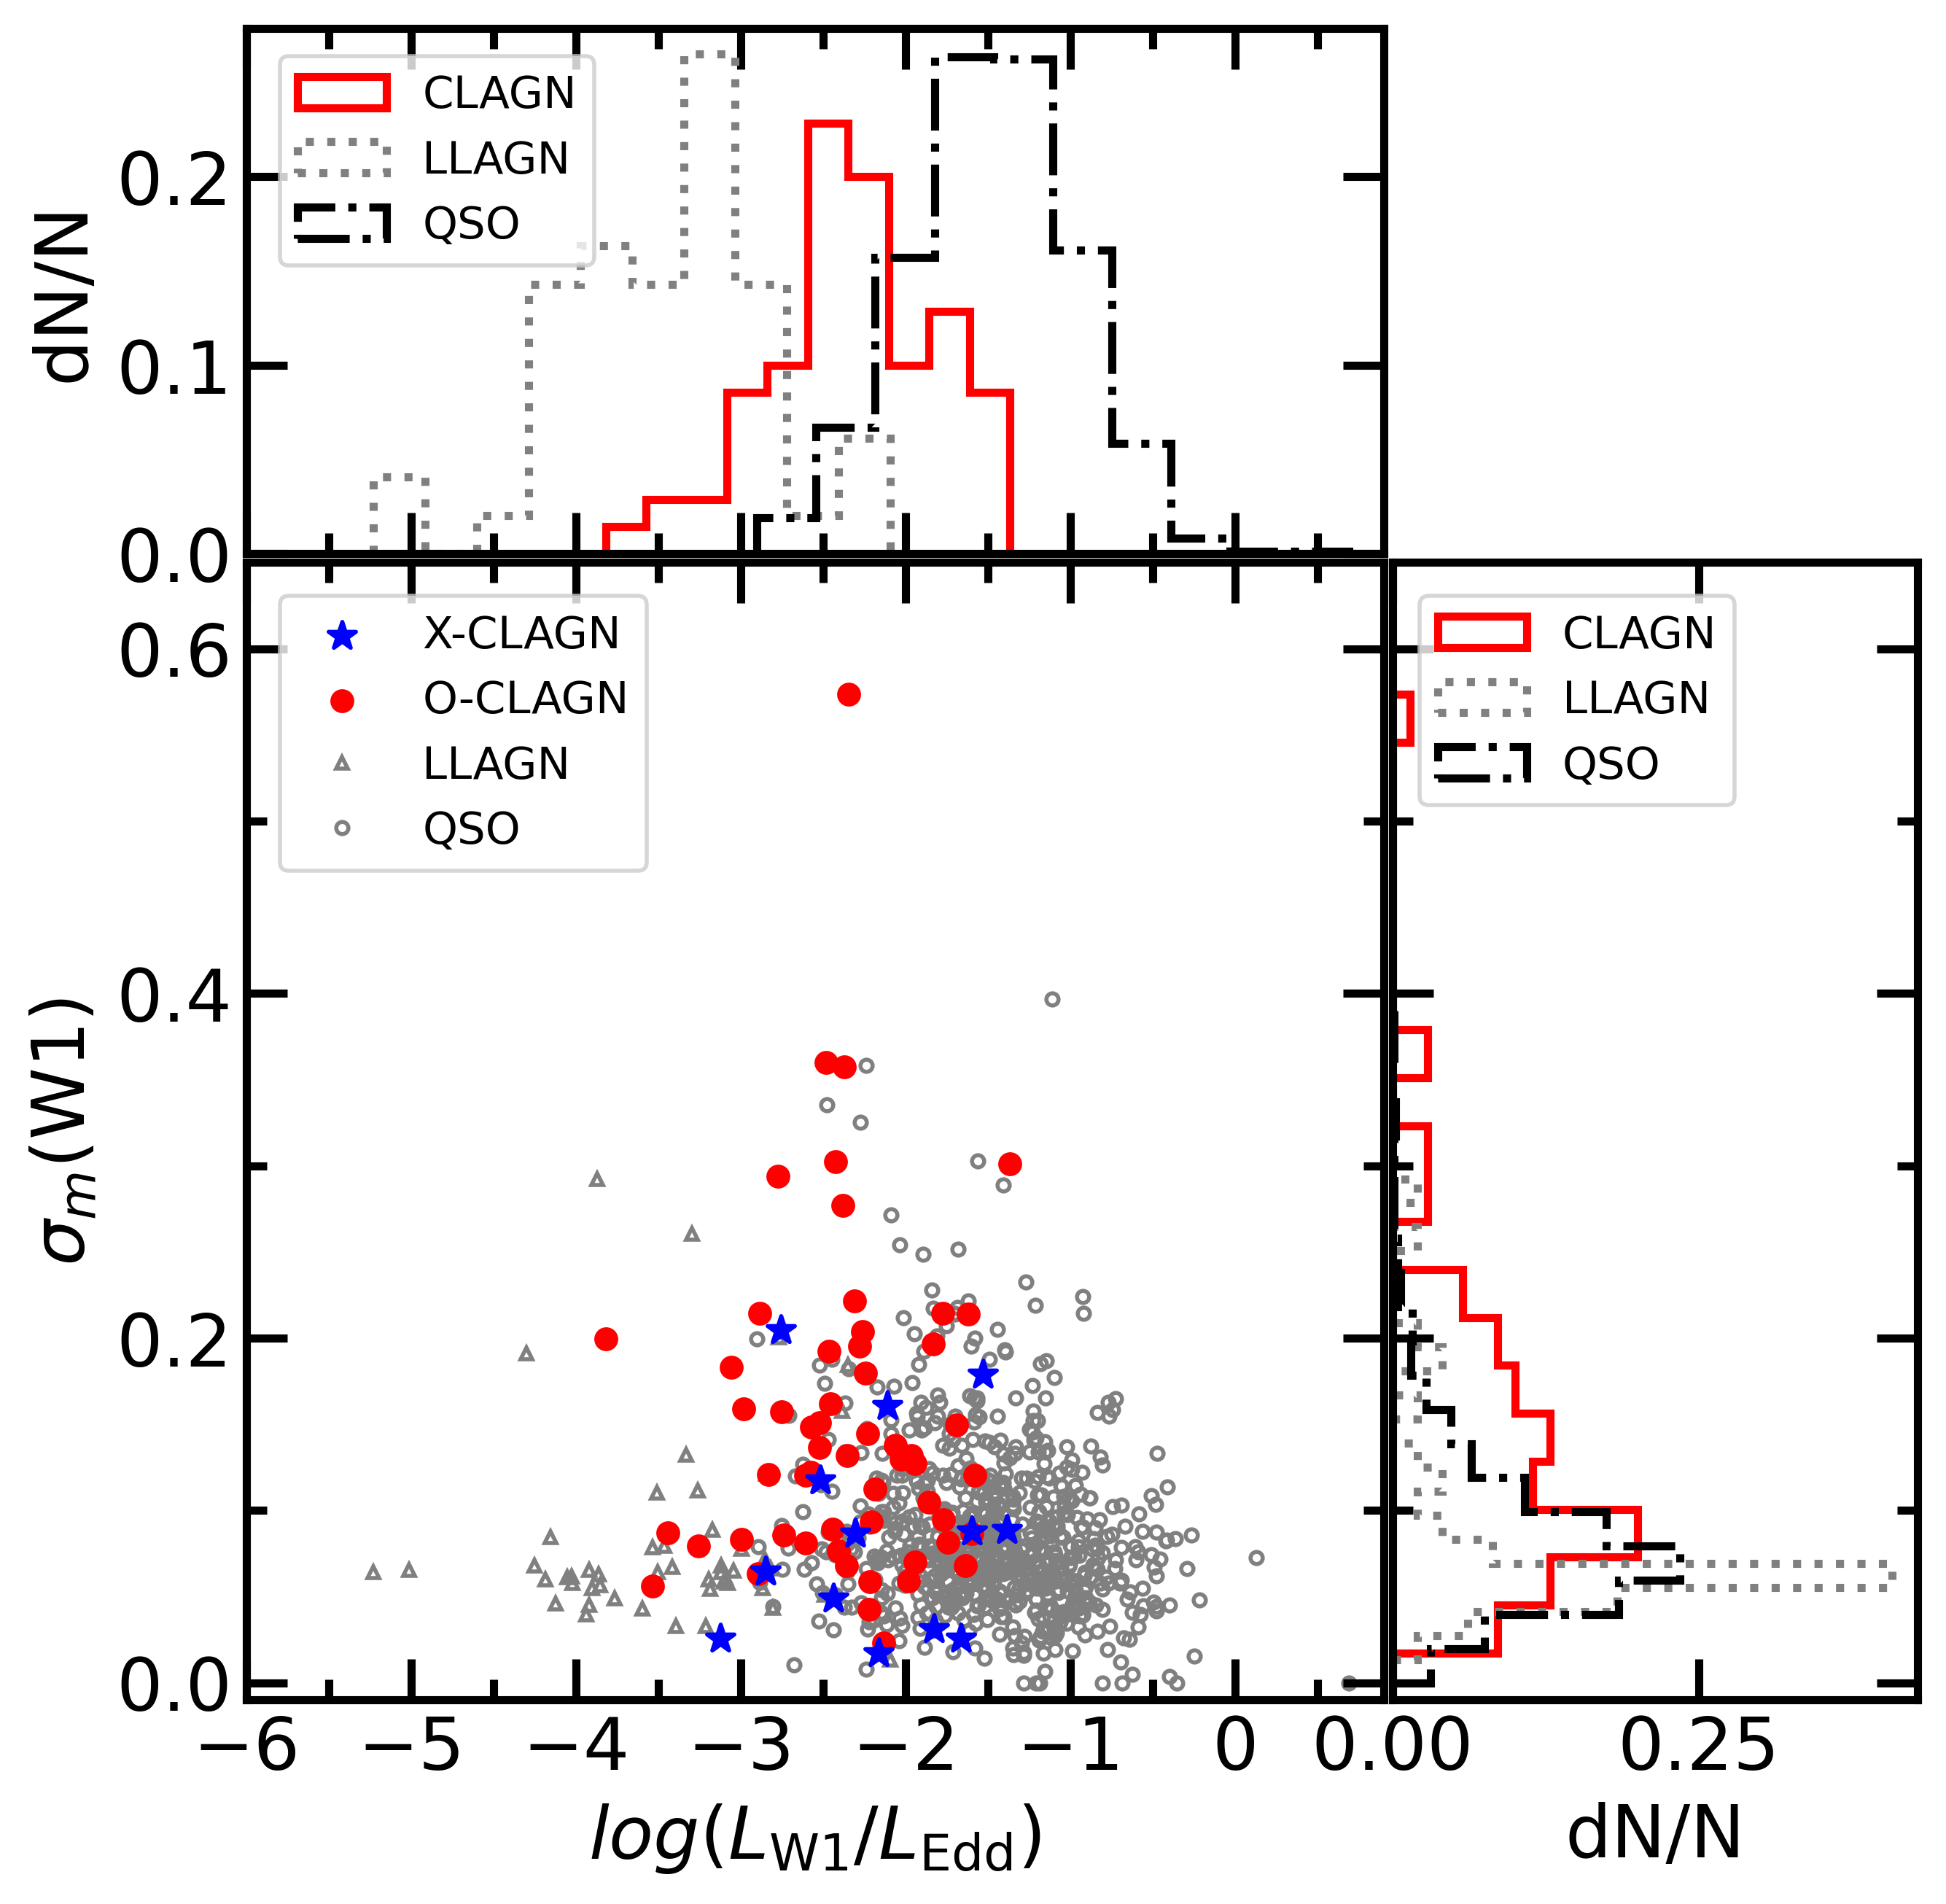 CLAGN
LLAGN
QSO
0.2
0.1
0.0
dN/N
X-CLAGN
O-CLAGN
LLAGN
QSO
CLAGN
LLAGN
QSO
0.6
0.4
0.2
0.0
σm(W1)
−6 −5 −4 −3 −2 −1 0 0.00 0.25
log(LW1/LEdd) dN/N